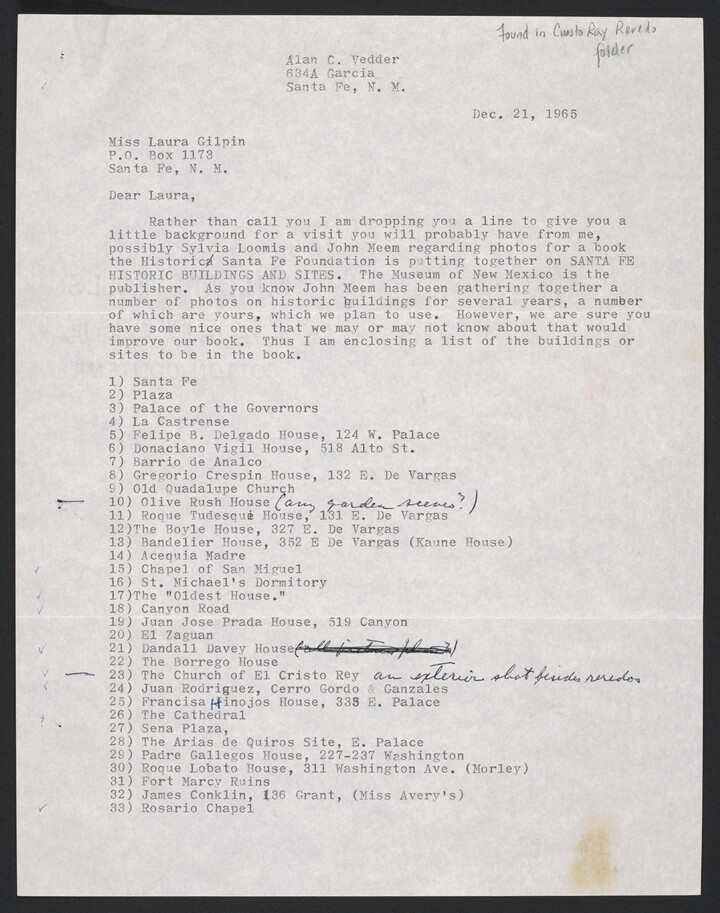 Found in Cristo Rey Reredo
folder
Alan C. Vedder
634A Garcia
Santa Fe, N. M.
Dec. 21, 1965
Miss Laura Gilpin
P.O. Box 1173
Santa Fe, N. M.
Dear Laura,
Rather than call you I am dropping you a line to give you a
little background for a visit you will probably have from me,
possibly Sylvia Loomis and John Meem regarding photos for a book
the Historic Santa Fe Foundation is putting together on SANTA FE
HISTORIC BUILDINGS AND SITES. The Museum of New Mexico is the
publisher. As you know John Meem has been gathering together a
number of photos on historic buildings for several years, a number
of which are yours, which we plan to use. However, we are sure you
have some nice ones that we may or may not know about that would
improve our book. Thus I am enclosing a list of the buildings or
sites to be in the book.
1) Santa Fe
2) Plaza
3) Palace of the Governors
4) La Castrense
5) Felipe B. Delgado House, 124 W. Palace
6) Donaciano Vigil House, 518 Alto St.
7) Barrio de Analco
8) Gregorio Crespin House, 132 E. De Vargas
9) Old Quadalupe Church
10) Olive Rush House (any garden scenes?)
11) Roque Tudesqui House, 131 E. De Vargas
12)The Boyle House, 327 E. De Vargas
13) Bandelier House, 352 E De Vargas (Kaune House)
14) Acequia Madre
15) Chapel of San Miguel
16) St. Michael's Dormitory
17)The "Oldest House."
18) Canyon Road
19) Juan Jose Prada House, 519 Canyon
20) El Zaguan
21) Dandall Davey House
22) The Borrego House
23) The Church of El Cristo Rey an exterior shot besides reredos
24) Juan Rodriguez, Cerro Gordo & Ganzales
25) Francisa Hinojos House, 335 E. Palace
26) The Cathedral
27) Sena Plaza,
28) The Arias de Quiros Site, E. Palace
29) Padre Gallegos House, 227-237 Washington
30) Roque Lobato House, 311 Washington Ave. (Morley)
31) Fort Marcy Ruins
32) James Conklin, 136 Grant, (Miss Avery's)
33) Rosario Chapel